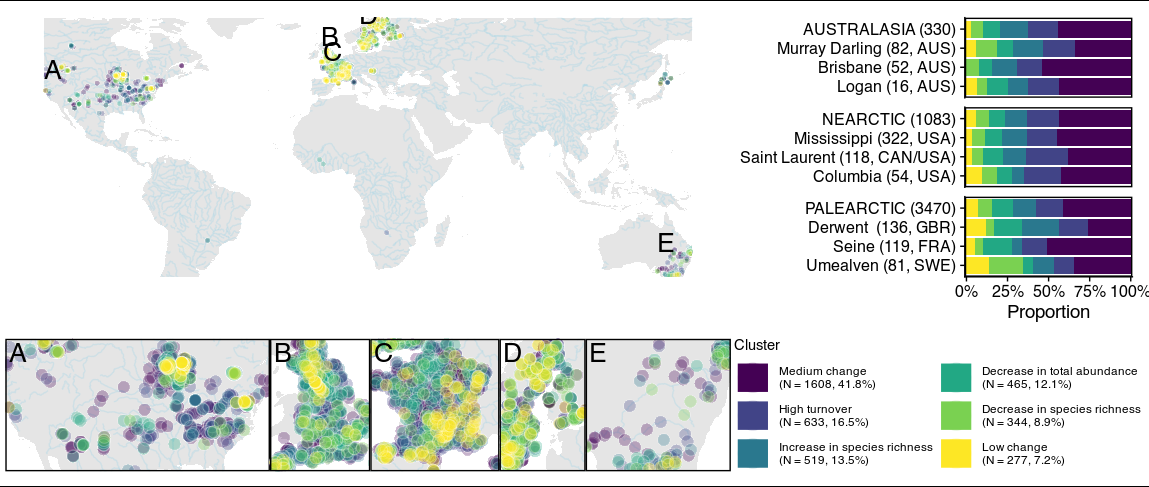 D
B
C
A
E
AUSTRALASIA (330)
Murray Darling (82, AUS)
Brisbane (52, AUS)
Logan (16, AUS)
NEARCTIC (1083)
Mississippi (322, USA)
Saint Laurent (118, CAN/USA)
Columbia (54, USA)
PALEARCTIC (3470)
Derwent (136, GBR)
Seine (119, FRA)
Umealven (81, SWE)
0% 25% 50% 75% 100%
Proportion
A B C D E
Cluster
Medium change
(N = 1608, 41.8%)
High turnover
(N = 633, 16.5%)
Increase in species richness
(N = 519, 13.5%)
Decrease in total abundance
(N = 465, 12.1%)
Decrease in species richness
(N = 344, 8.9%)
Low change
(N = 277, 7.2%)